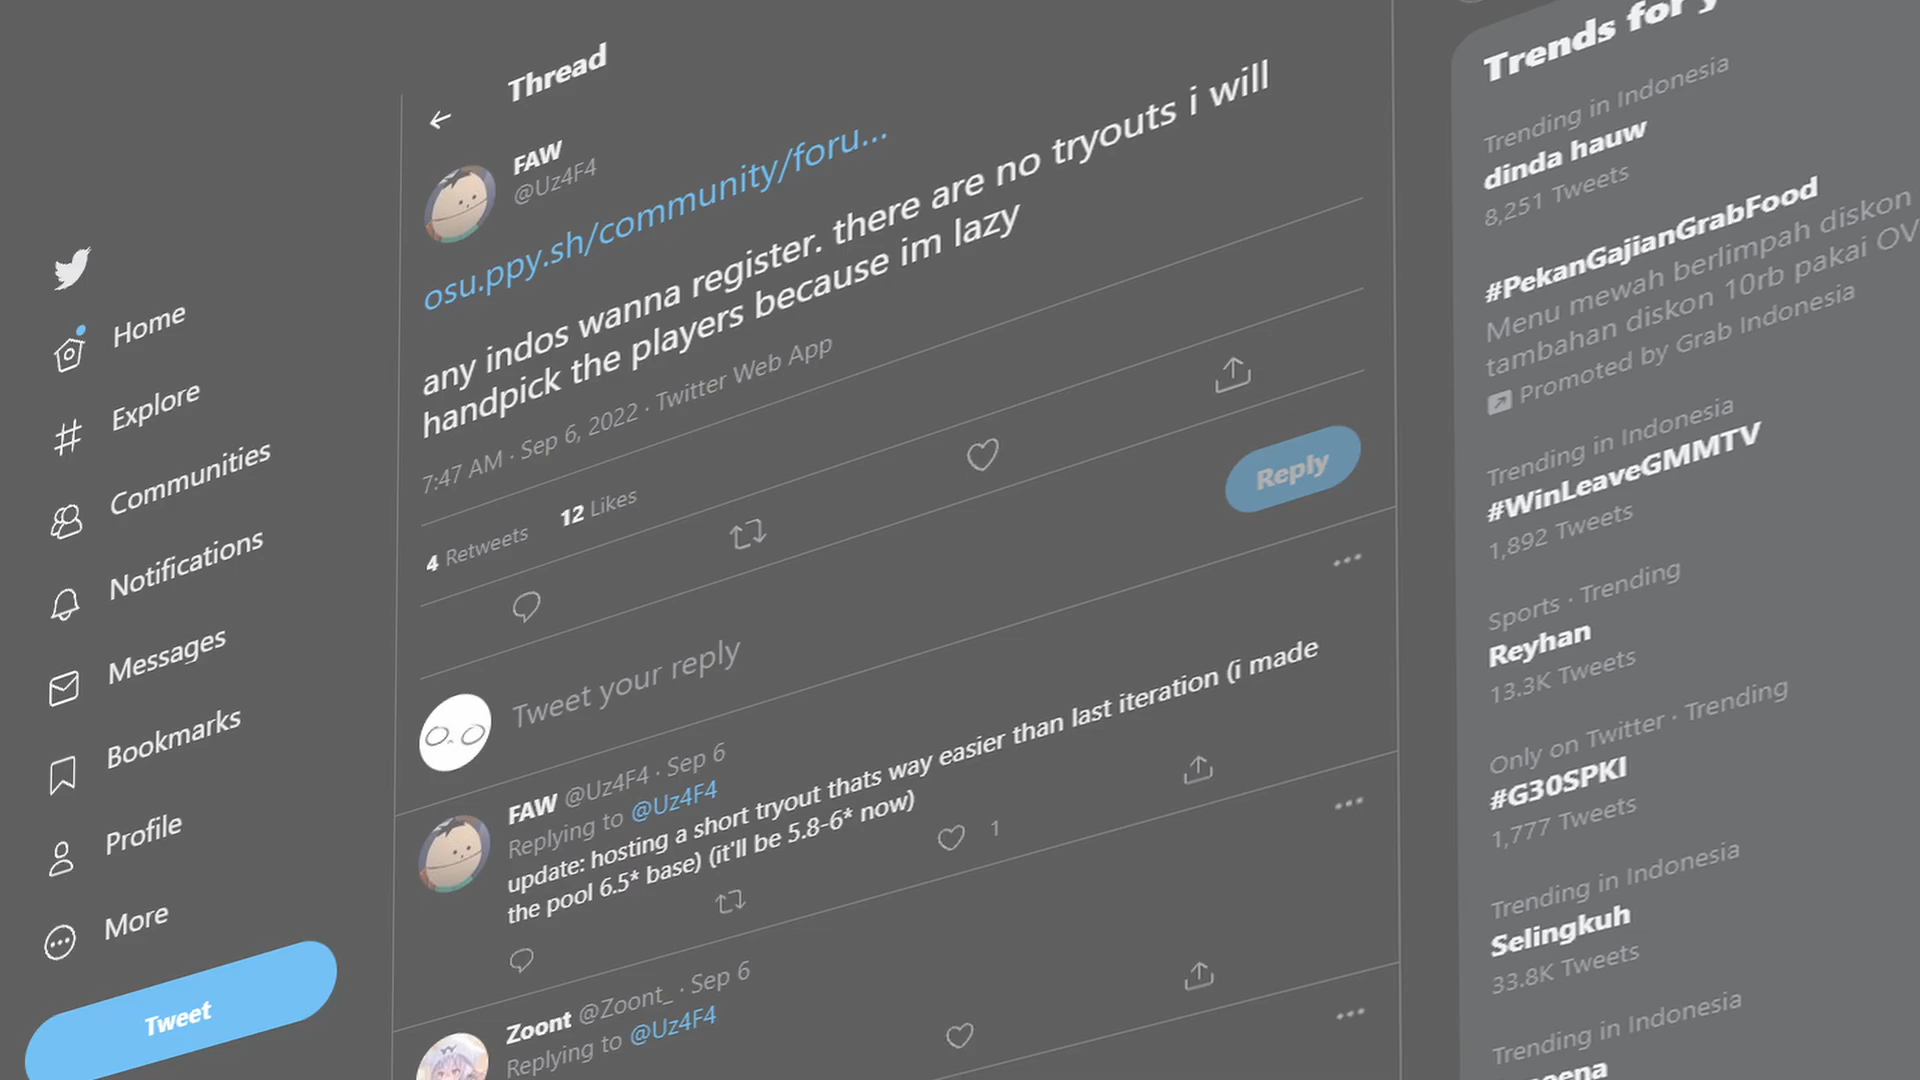 Home
Explore
Communities
Notifications
Messages
Bookmarks
Profile
More
Tweet
Thread
FAW
@Uz4F4
osu.ppy.sh/community/foru...
any indos wanna register. there are no tryouts i will
handpick the players because im lazy
7:47 AM · Sep 6, 2022 · Twitter Web App
4 Retweets 12 Likes
Reply
Tweet your reply
FAW @Uz4F4 · Sep 6
Replying to @Uz4F4
update: hosting a short tryout thats way easier than last iteration (i made
the pool 6.5* base) (it'll be 5.8-6* now)
1
Zoont @Zoont_ · Sep 6
Replying to @Uz4F4
Trends for
Trending in Indonesia
dinda hauw
8,251 Tweets
#PekanGajianGrabFood
Menu mewah berlimpah diskon
tambahan diskon 10rb pakai OV
Promoted by Grab Indonesia
Trending in Indonesia
#WinLeaveGMMTV
1,892 Tweets
Sports · Trending
Reyhan
13.3K Tweets
Only on Twitter · Trending
#G30SPKI
1,777 Tweets
Trending in Indonesia
Selingkuh
33.8K Tweets
Trending in Indonesia